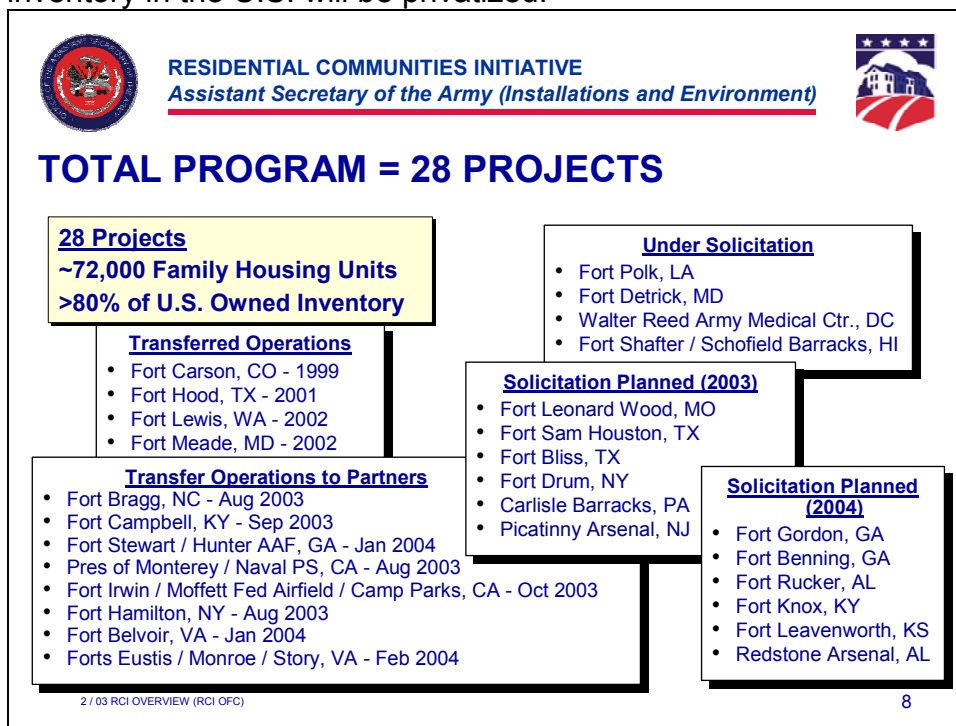 inventory in the U.S. will be privatized.
RESIDENTIAL COMMUNITIES INITIATIVE
Assistant Secretary of the Army (Installations and Environment)
TOTAL PROGRAM = 28 PROJECTS
28 Projects
~72,000 Family Housing Units
>80% of U.S. Owned Inventory
Transferred Operations
• Fort Carson, CO - 1999
• Fort Hood, TX - 2001
• Fort Lewis, WA - 2002
• Fort Meade, MD - 2002
Transfer Operations to Partners
• Fort Bragg, NC - Aug 2003
• Fort Campbell, KY - Sep 2003
• Fort Stewart / Hunter AAF, GA - Jan 2004
• Pres of Monterey / Naval PS, CA - Aug 2003
• Fort Irwin / Moffett Fed Airfield / Camp Parks, CA - Oct 2003
• Fort Hamilton, NY - Aug 2003
• Fort Belvoir, VA - Jan 2004
• Forts Eustis / Monroe / Story, VA - Feb 2004
Under Solicitation
• Fort Polk, LA
• Fort Detrick, MD
• Walter Reed Army Medical Ctr., DC
• Fort Shafter / Schofield Barracks, HI
Solicitation Planned (2003)
• Fort Leonard Wood, MO
• Fort Sam Houston, TX
• Fort Bliss, TX
• Fort Drum, NY
• Carlisle Barracks, PA
• Picatinny Arsenal, NJ
Solicitation Planned
(2004)
• Fort Gordon, GA
• Fort Benning, GA
• Fort Rucker, AL
• Fort Knox, KY
• Fort Leavenworth, KS
• Redstone Arsenal, AL
2 / 03 RCI OVERVIEW (RCI OFC)
8